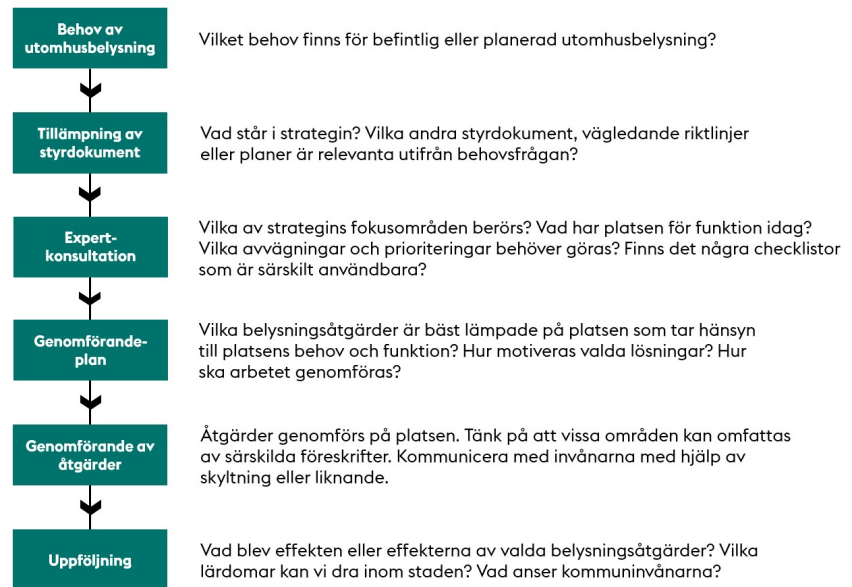 Behov av
utomhusbelysning
Vilket behov finns för befintlig eller planerad utomhusbelysning?
Tillämpning av
styrdokument
Vad står i strategin? Vilka andra styrdokument, vägledande riktlinjer
eller planer är relevanta utifrån behovsfrågan?
Expert-
konsultation
Vilka av strategins fokusområden berörs? Vad har platsen för funktion idag?
Vilka avvägningar och prioriteringar behöver göras? Finns det några checklistor
som är särskilt användbara?
Genomförande-
plan
Vilka belysningsåtgärder är bäst lämpade på platsen som tar hänsyn
till platsens behov och funktion? Hur motiveras valda lösningar? Hur
ska arbetet genomföras?
Genomförande av
åtgärder
Åtgärder genomförs på platsen. Tänk på att vissa områden kan omfattas
av särskilda föreskrifter. Kommunicera med invånarna med hjälp av
skyltning eller liknande.
Uppföljning
Vad blev effekten eller effekterna av valda belysningsåtgärder? Vilka
lärdomar kan vi dra inom staden? Vad anser kommuninvånarna?